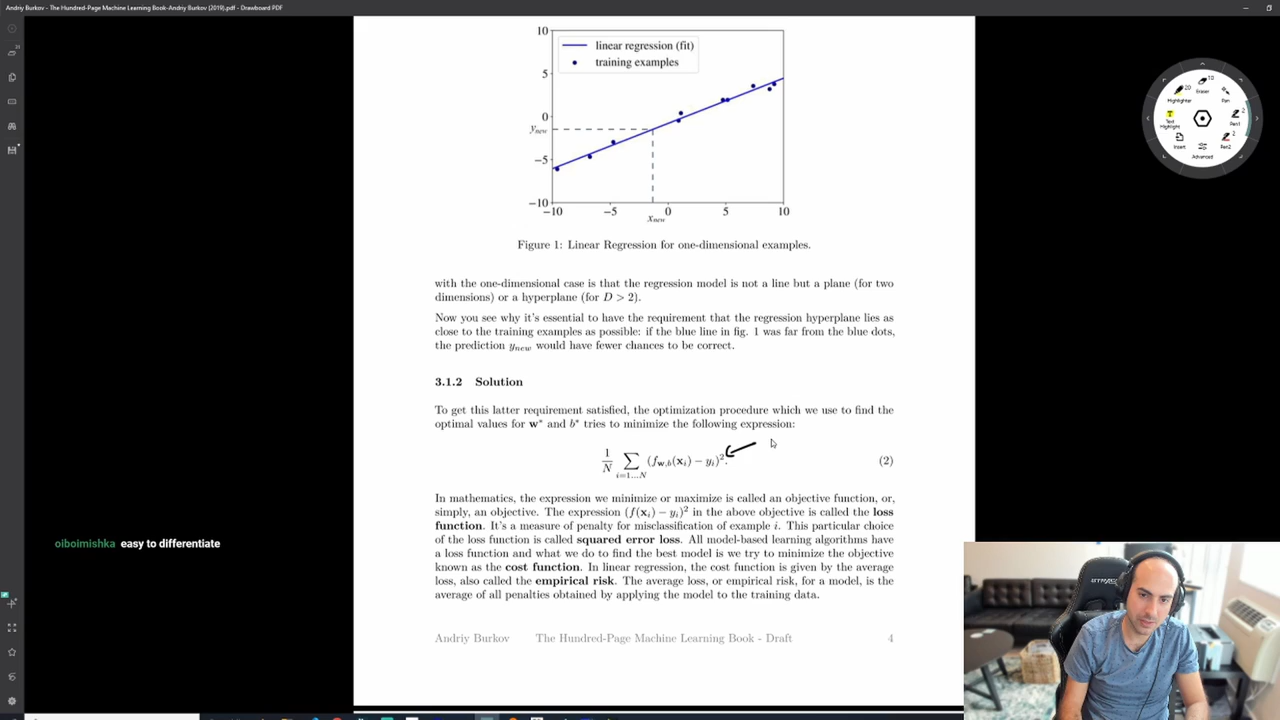 Andriy Burkov - The Hundred-Page Machine Learning Book-Andriy Burkov (2019).pdf - Drawboard PDF
10
linear regression (fit)
training examples
5
0
y_new
−5
−10
−10 −5 0 5 10
x_new
Figure 1: Linear Regression for one-dimensional examples.
with the one-dimensional case is that the regression model is not a line but a plane (for two
dimensions) or a hyperplane (for D > 2).
Now you see why it's essential to have the requirement that the regression hyperplane lies as
close to the training examples as possible: if the blue line in fig. 1 was far from the blue dots,
the prediction y_new would have fewer chances to be correct.
3.1.2 Solution
To get this latter requirement satisfied, the optimization procedure which we use to find the
optimal values for w* and b* tries to minimize the following expression:
1/N ∑_{i=1...N} (f_{w,b}(x_i) − y_i)². (2)
In mathematics, the expression we minimize or maximize is called an objective function, or,
simply, an objective. The expression (f(x_i) − y_i)² in the above objective is called the loss
function. It's a measure of penalty for misclassification of example i. This particular choice
of the loss function is called squared error loss. All model-based learning algorithms have
a loss function and what we do to find the best model is we try to minimize the objective
known as the cost function. In linear regression, the cost function is given by the average
loss, also called the empirical risk. The average loss, or empirical risk, for a model, is the
average of all penalties obtained by applying the model to the training data.
Andriy Burkov The Hundred-Page Machine Learning Book - Draft 4
oiboimishka easy to differentiate
Highlighter 20
Eraser 10
Pen
Text Highlight
Pen1 2
Insert
Pen2 2
Advanced